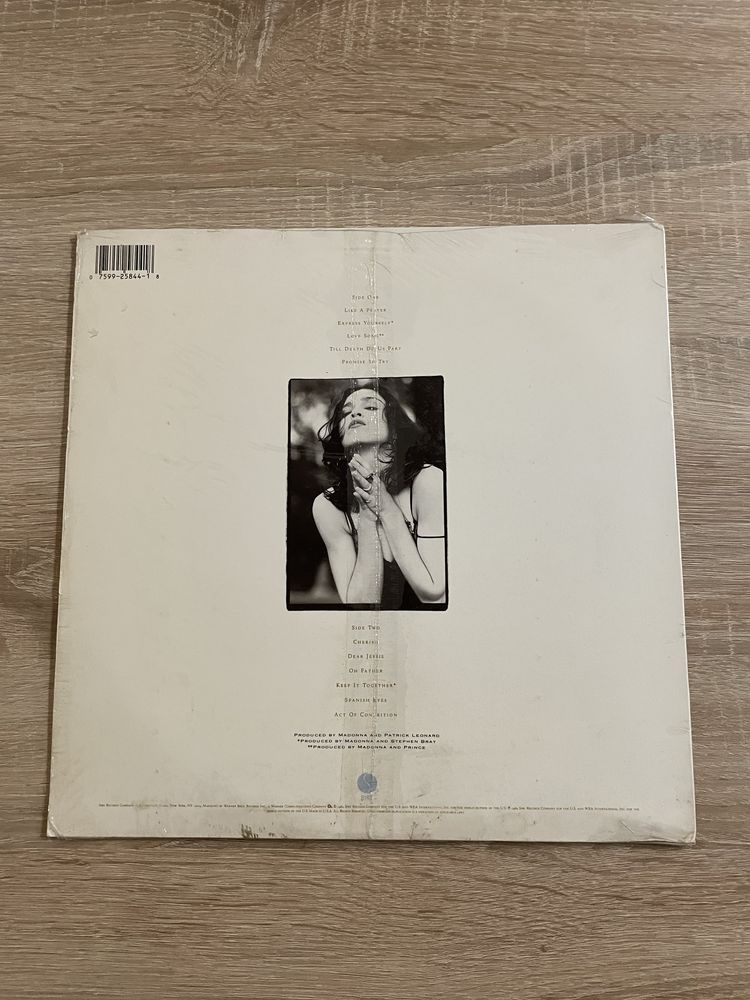 0 7599-25844-1 8
Side One
Like A Prayer
Express Yourself*
Love Song**
Till Death Do Us Part
Promise To Try
Side Two
Cherish
Dear Jessie
Oh Father
Keep It Together*
Spanish Eyes
Act Of Contrition
Produced by Madonna and Patrick Leonard
*Produced by Madonna and Stephen Bray
**Produced by Madonna and Prince